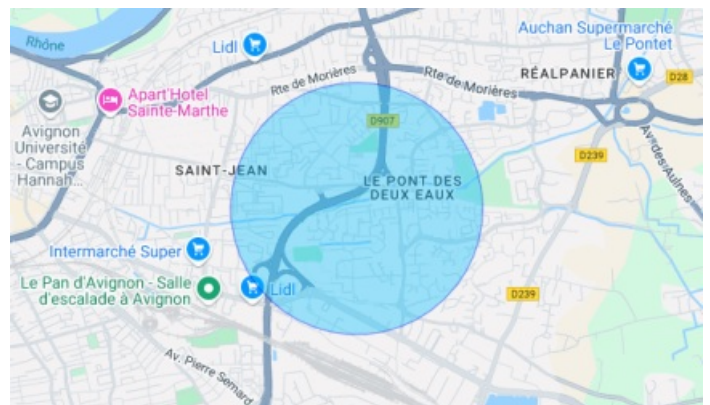 Auchan Supermarché
Le Pontet
Rhône
Lidl
RÉALPANIER
Rte de Morières
Rte de Morières
D28
Apart'Hotel
Sainte-Marthe
D907
Avignon
Université
- Campus
Hannah...
Av. des Aulnes
D239
SAINT-JEAN
LE PONT DES
DEUX EAUX
Intermarché Super
Le Pan d'Avignon - Salle
d'escalade à Avignon
Lidl
D239
Av. Pierre Semard